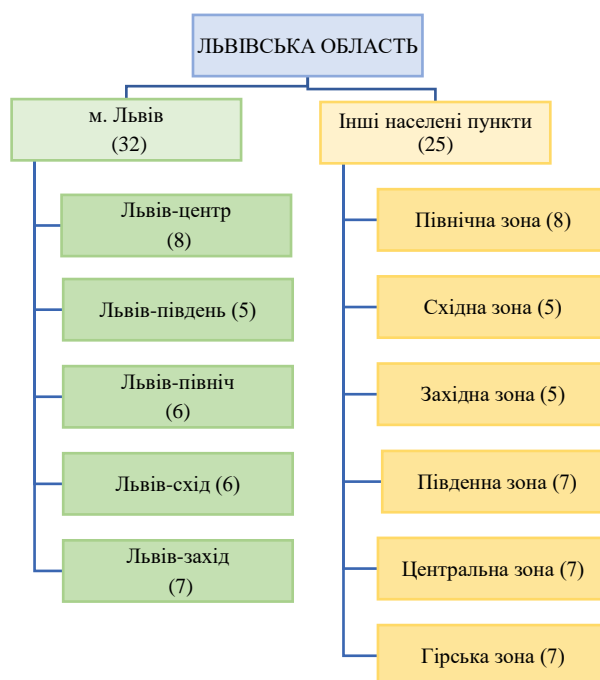 ЛЬВІВСЬКА ОБЛАСТЬ
м. Львів
(32)
Львів-центр
(8)
Львів-південь (5)
Львів-північ
(6)
Львів-схід (6)
Львів-захід
(7)
Інші населені пункти
(25)
Північна зона (8)
Східна зона (5)
Західна зона (5)
Південна зона (7)
Центральна зона (7)
Гірська зона (7)